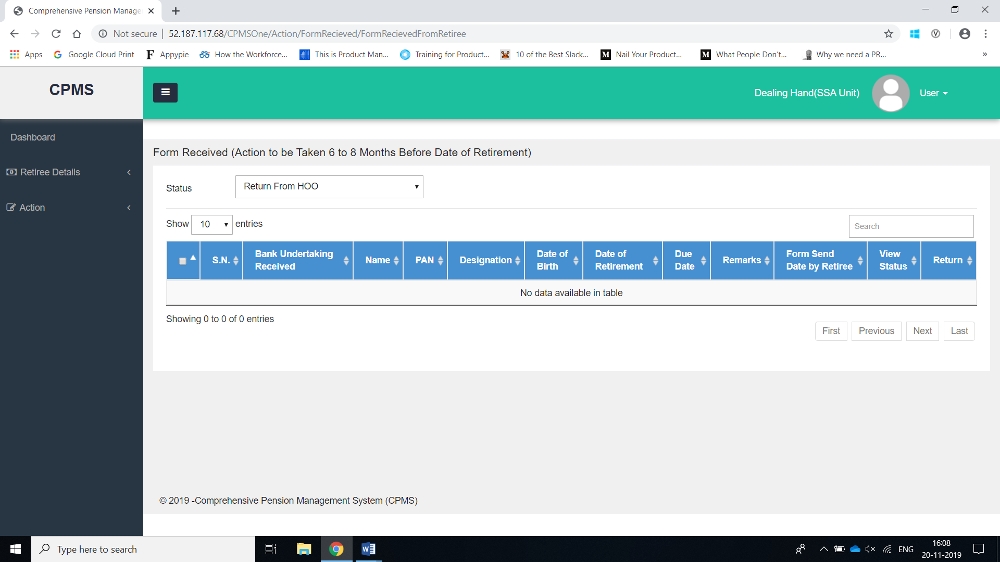 Comprehensive Pension Manage
Not secure | 52.187.117.68/CPMSOne/Action/FormRecieved/FormRecievedFromRetiree
Apps Google Cloud Print Appypie How the Workforce... This is Product Man... Training for Product... 10 of the Best Slack... Nail Your Product... What People Don't... Why we need a PR... »
CPMS
Dealing Hand(SSA Unit) User
Dashboard
Retiree Details
Action
Form Received (Action to be Taken 6 to 8 Months Before Date of Retirement)
Status Return From HOO
Show 10 entries
Search
S.N. Bank Undertaking Received Name PAN Designation Date of Birth Date of Retirement Due Date Remarks Form Send Date by Retiree View Status Return
No data available in table
Showing 0 to 0 of 0 entries
First Previous Next Last
© 2019 -Comprehensive Pension Management System (CPMS)
Type here to search
ENG
16:08
20-11-2019